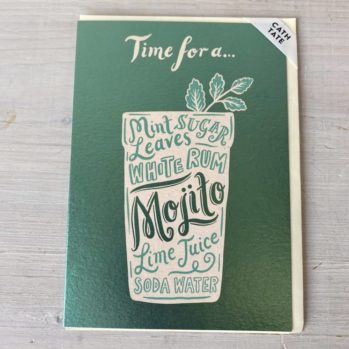 Time for a...
CATH
TATE
Mint SUGAR
Leaves
WHITE RUM
Mojito
Lime Juice
SODA WATER